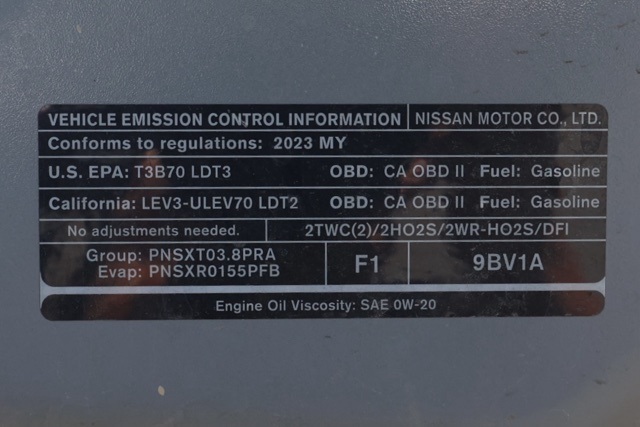 VEHICLE EMISSION CONTROL INFORMATION NISSAN MOTOR CO., LTD.
Conforms to regulations: 2023 MY
U.S. EPA: T3B70 LDT3 OBD: CA OBD II Fuel: Gasoline
California: LEV3-ULEV70 LDT2 OBD: CA OBD II Fuel: Gasoline
No adjustments needed. 2TWC(2)/2HO2S/2WR-HO2S/DFI
Group: PNSXT03.8PRA
Evap: PNSXR0155PFB
F1
9BV1A
Engine Oil Viscosity: SAE 0W-20